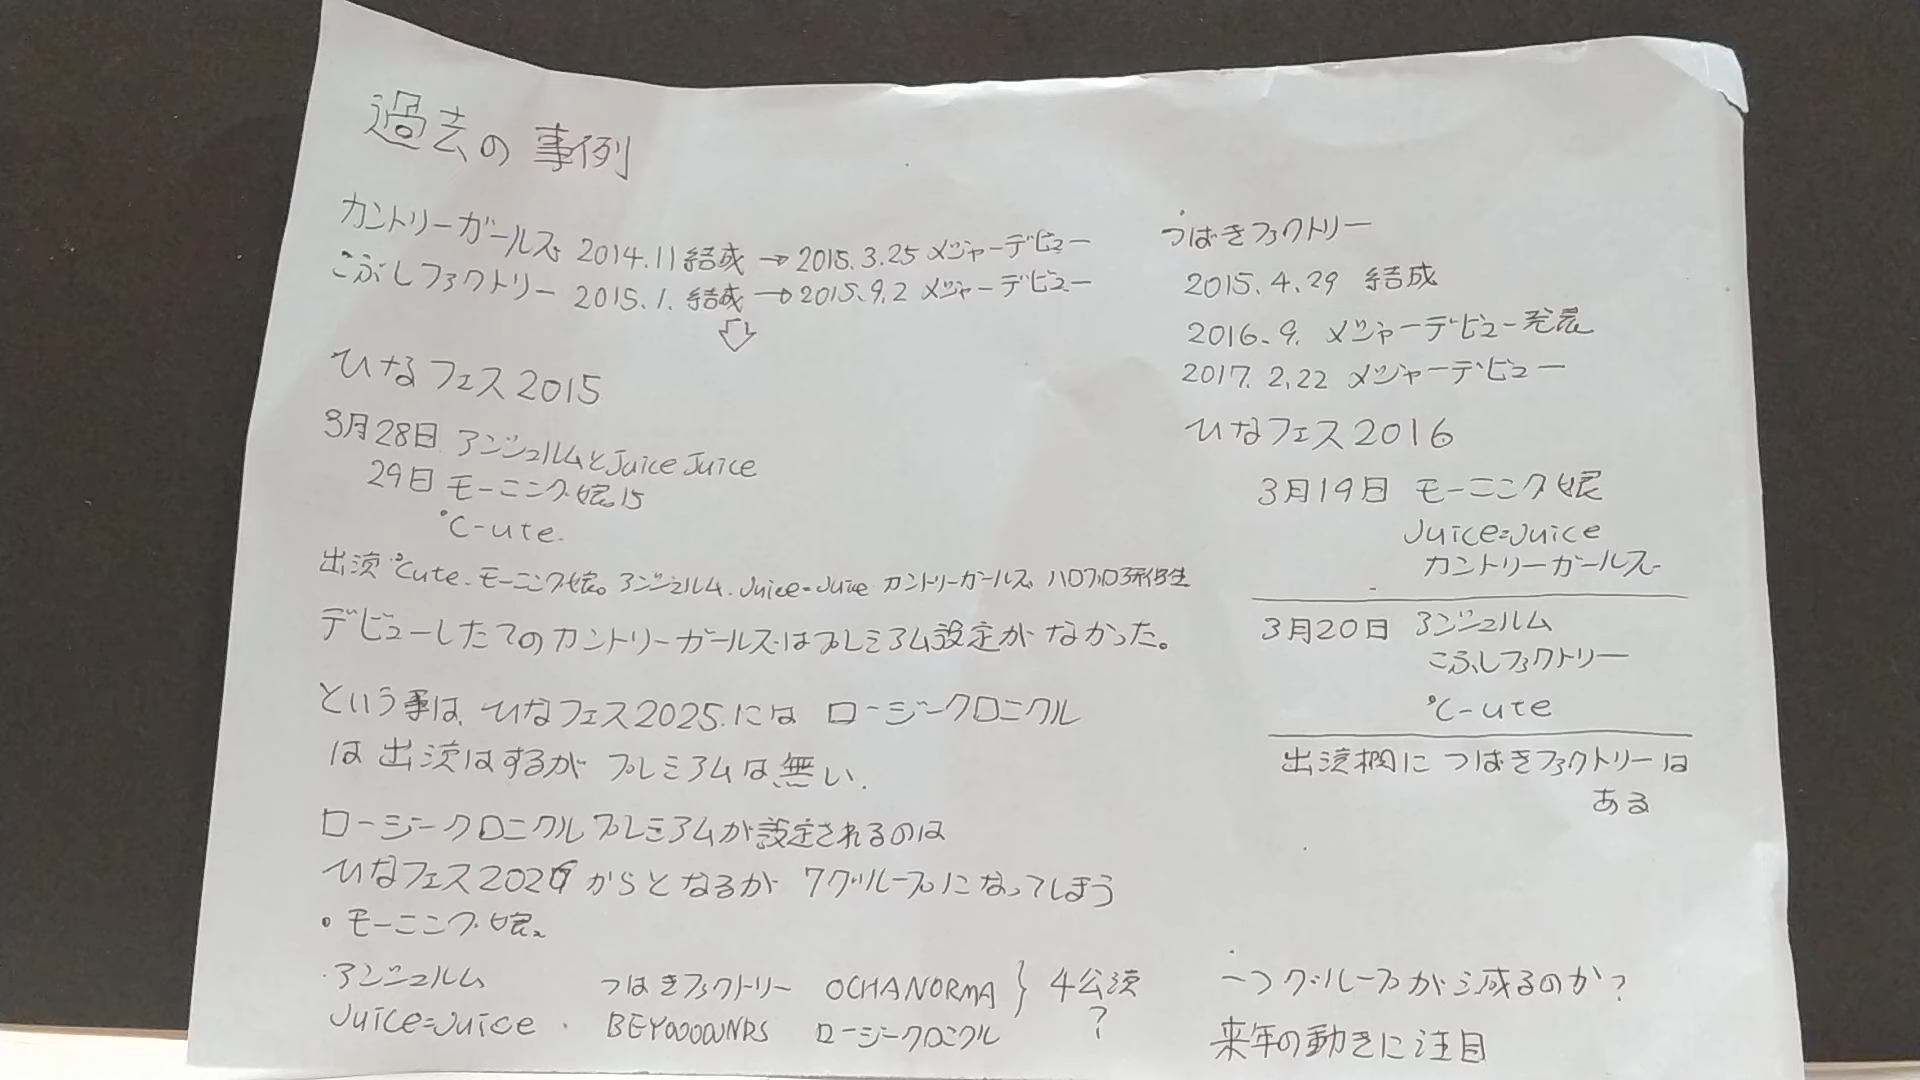 過去の事例
カントリーガールズ 2014.11 結成 → 2015.3.25 メジャーデビュー
こぶしファクトリー 2015.1. 結成 → 2015.9.2 メジャーデビュー
ひなフェス2015
3月28日 アンジュルムとJuice Juice
29日 モーニング娘。15
℃-ute.
出演 ℃ute. モーニング娘。アンジュルム. Juice=Juice カントリーガールズ ハロプロ研修生
デビューしたてのカントリーガールズはプレミアム設定がなかった。
という事は、ひなフェス2025.には ロージークロニクル
は出演はするが プレミアムは無い.
ロージークロニクルプレミアムが設定されるのは
ひなフェス2026からとなるが 7グループになってしまう
・モーニング娘。
・アンジュルム つばきファクトリー OCHANORMA } 4公演
Juice=Juice . BEYOOOOONDS ロージークロニクル ?
つばきファクトリー
2015.4.29 結成
2016.9. メジャーデビュー発表
2017.2.22 メジャーデビュー
ひなフェス2016
3月19日 モーニング娘
Juice=Juice
カントリーガールズ
3月20日 アンジュルム
こぶしファクトリー
℃-ute
出演欄に つばきファクトリーは
ある
一つグループが減るのか?
来年の動きに注目